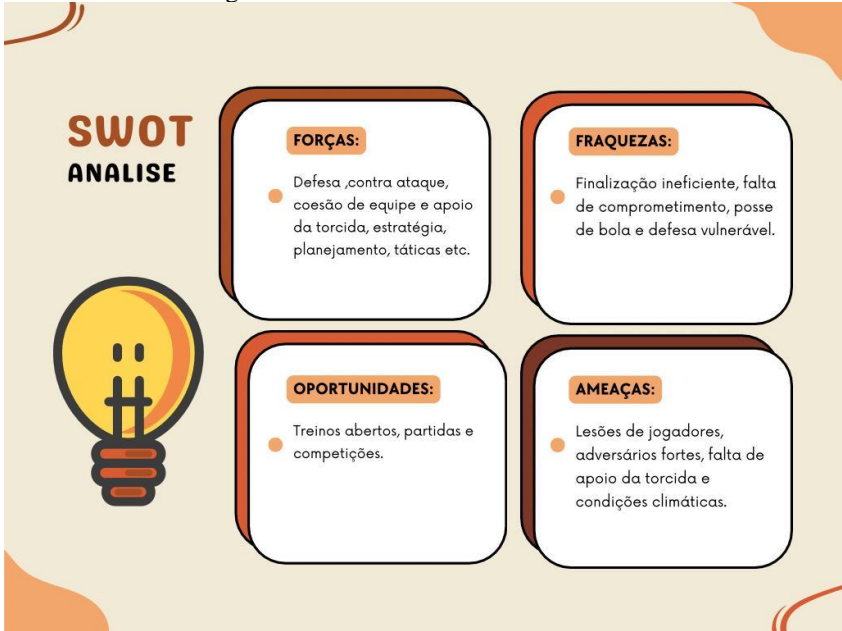 SWOT
ANALISE
FORÇAS:
Defesa ,contra ataque,
coesão de equipe e apoio
da torcida, estratégia,
planejamento, táticas etc.
FRAQUEZAS:
Finalização ineficiente, falta
de comprometimento, posse
de bola e defesa vulnerável.
OPORTUNIDADES:
Treinos abertos, partidas e
competições.
AMEAÇAS:
Lesões de jogadores,
adversários fortes, falta de
apoio da torcida e
condições climáticas.